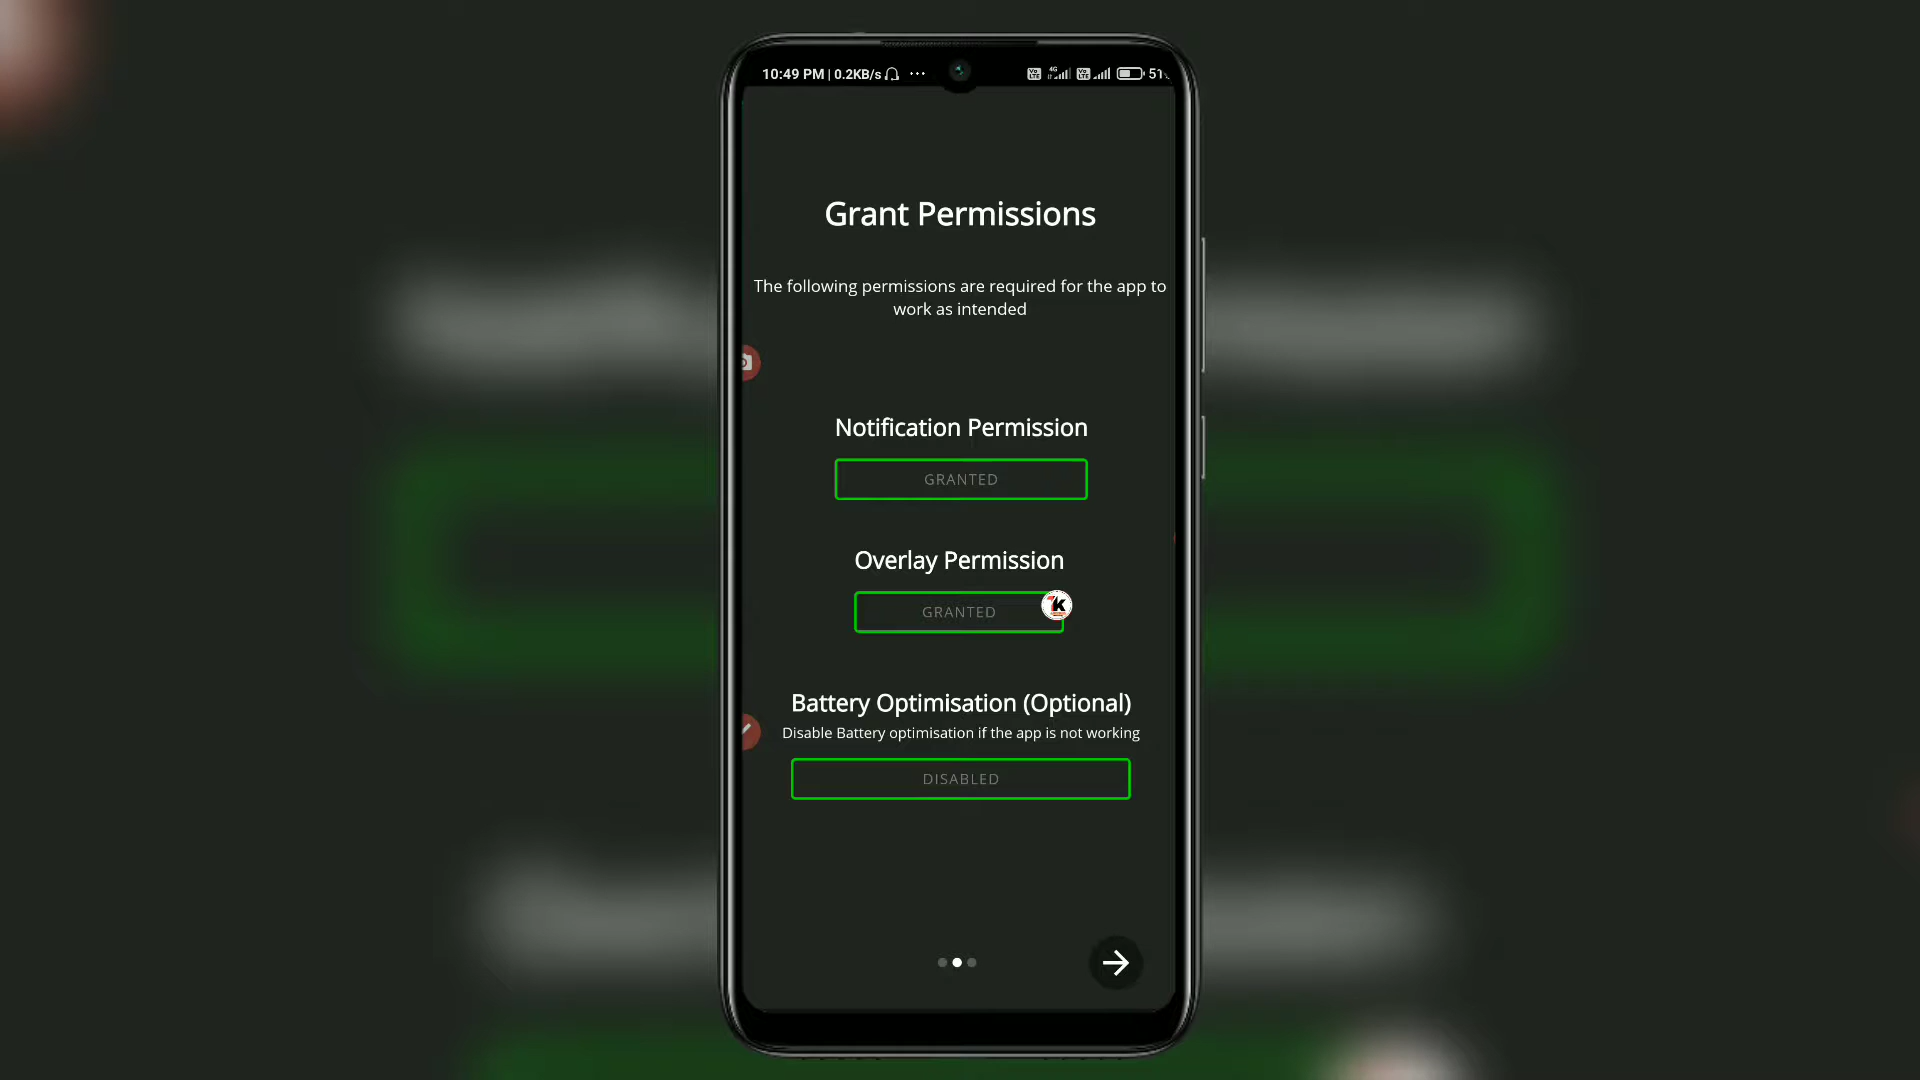 10:49 PM | 0.2KB/s ...
Grant Permissions
The following permissions are required for the app to
work as intended
Notification Permission
GRANTED
Overlay Permission
GRANTED
K
Battery Optimisation (Optional)
Disable Battery optimisation if the app is not working
DISABLED